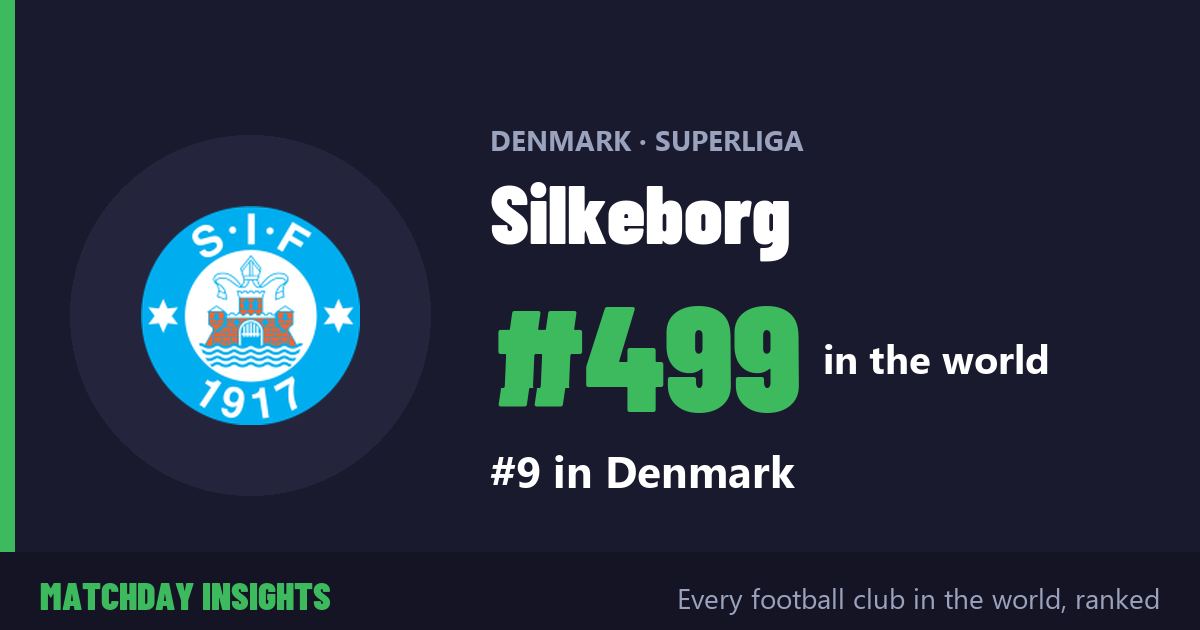 S·I·F
1917
DENMARK · SUPERLIGA
Silkeborg
#499 in the world
#9 in Denmark
MATCHDAY INSIGHTS
Every football club in the world, ranked